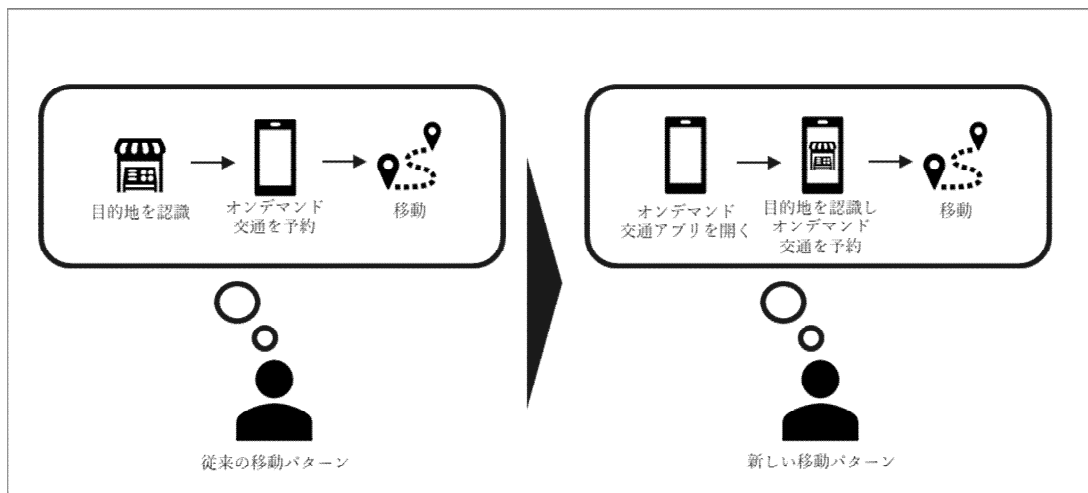 目的地を認識
オンデマンド
交通を予約
移動
従来の移動パターン
オンデマンド
交通アプリを開く
目的地を認識し
オンデマンド
交通を予約
移動
新しい移動パターン